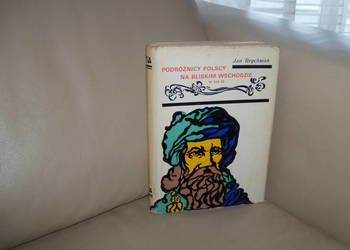 Jan Reychman
PODRÓŻNICY POLSCY
NA BLISKIM WSCHODZIE
W XIX W.